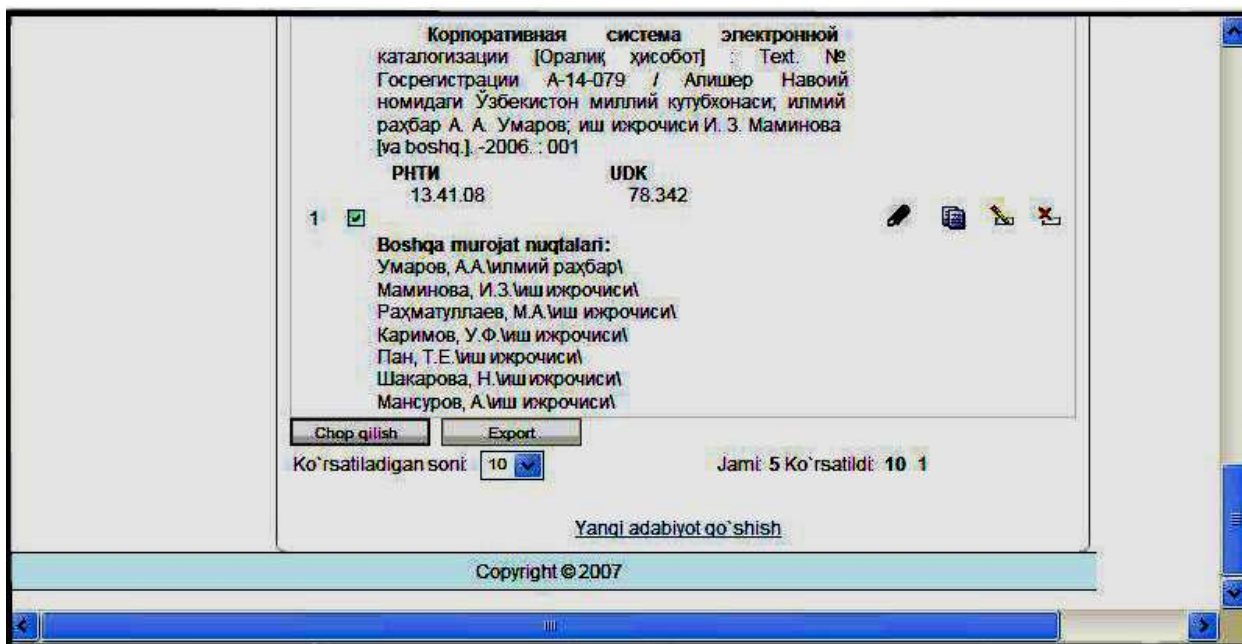 Корпоративная система электронной
каталогизации [Оралиқ ҳисобот] : Text. №
Госрегистрации А-14-079 / Алишер Навоий
номидаги Ўзбекистон миллий кутубхонаси; илмий
раҳбар А. А. Умаров; иш ижрочиси И. З. Маминова
[va boshq.]. -2006. : 001
РНТИ UDK
13.41.08 78.342
1
Boshqa murojat nuqtalari:
Умаров, А.А.\илмий раҳбар\
Маминова, И.З.\иш ижрочиси\
Раҳматуллаев, М.А.\иш ижрочиси\
Каримов, У.Ф.\иш ижрочиси\
Пан, Т.Е.\иш ижрочиси\
Шакарова, Н.\иш ижрочиси\
Мансуров, А.\иш ижрочиси\
Chop qilish Export
Ko`rsatiladigan soni: 10 Jami: 5 Ko`rsatildi: 10 1
Yangi adabiyot qo`shish
Copyright © 2007